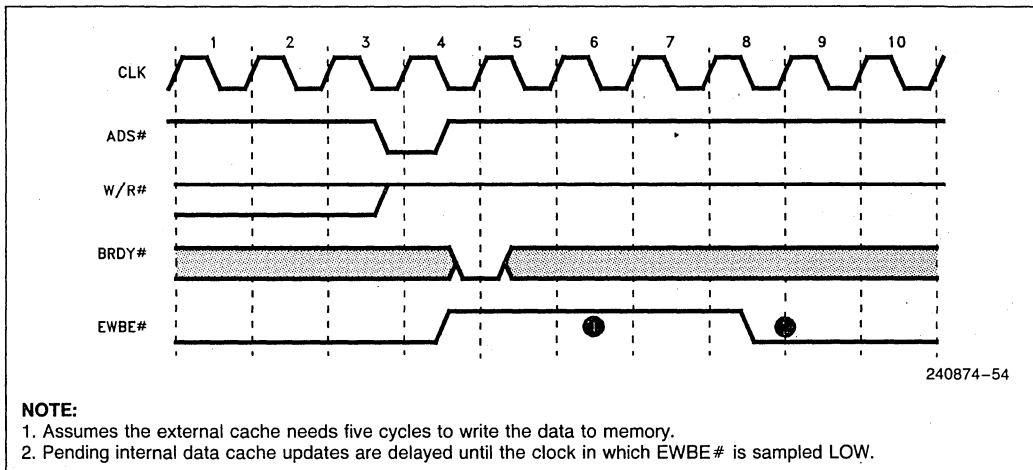 1 2 3 4 5 6 7 8 9 10
CLK
ADS#
W/R#
BRDY#
EWBE#
1
240874-54
NOTE:
1. Assumes the external cache needs five cycles to write the data to memory.
2. Pending internal data cache updates are delayed until the clock in which EWBE# is sampled LOW.